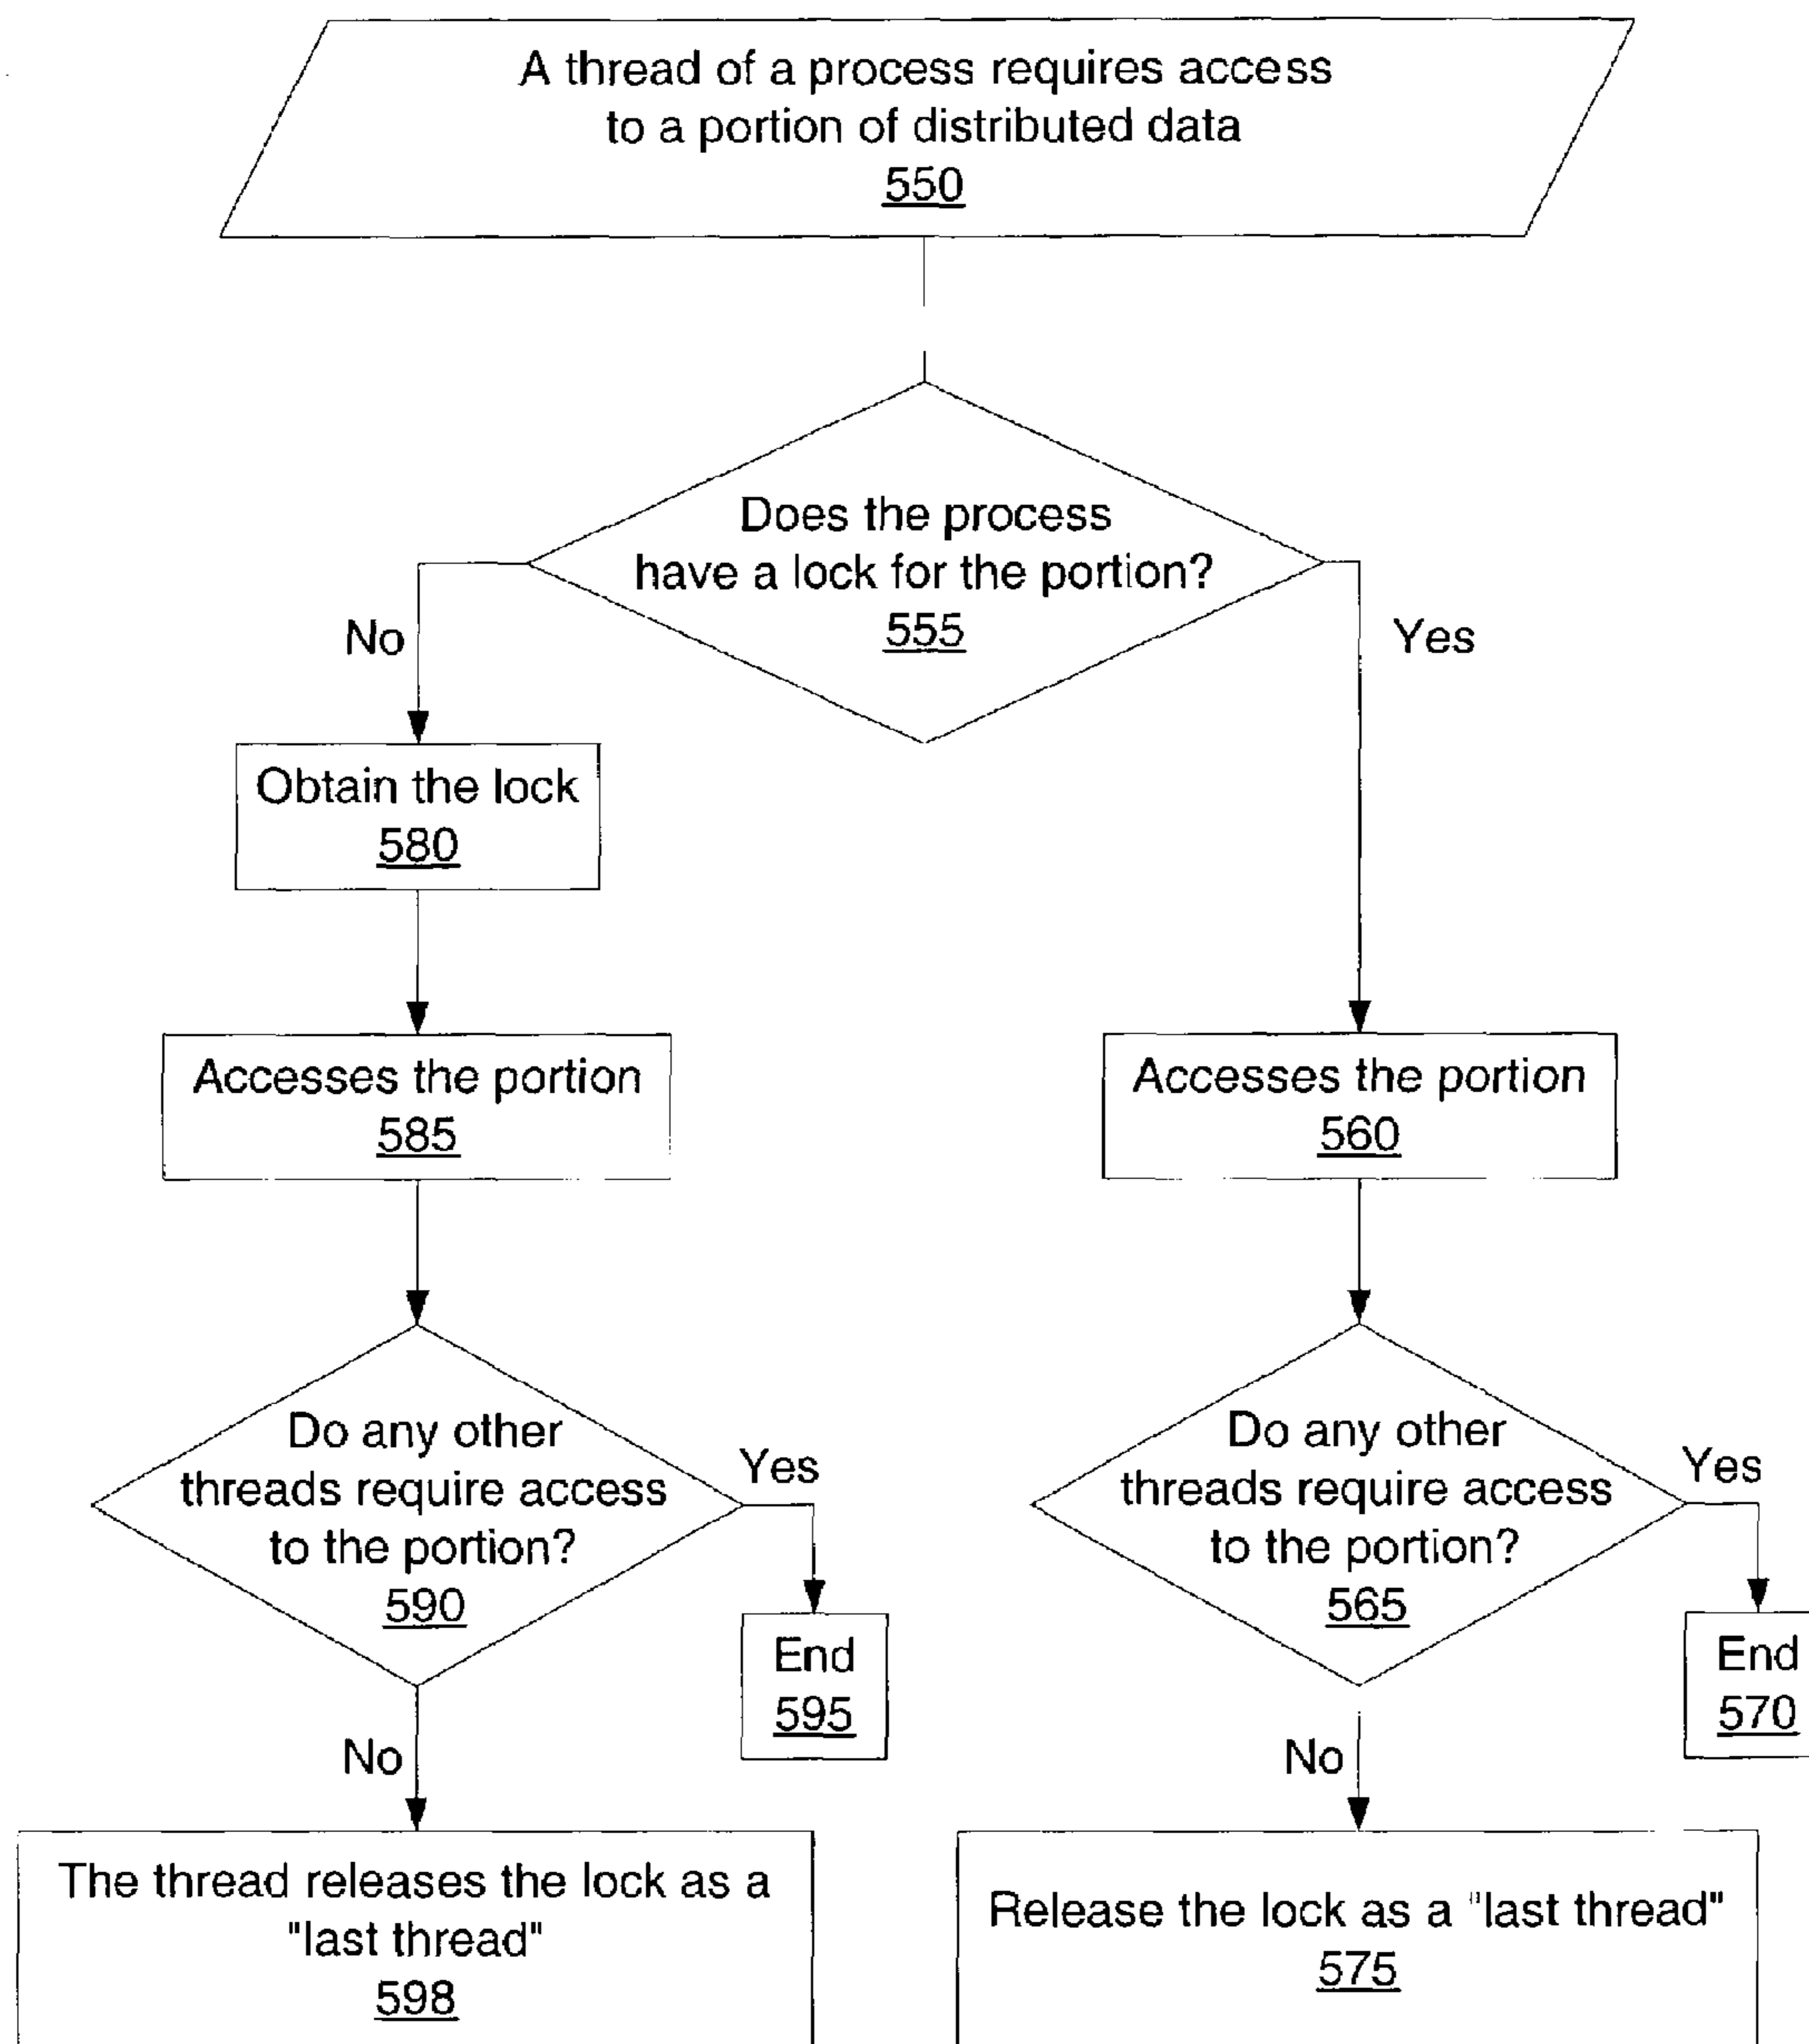 A thread of a process requires access
to a portion of distributed data
550
Does the process
have a lock for the portion?
555
No
Yes
Obtain the lock
580
Accesses the portion
585
Accesses the portion
560
Do any other
threads require access
to the portion?
590
Yes
Do any other
threads require access
to the portion?
565
Yes
End
595
End
570
No
No
The thread releases the lock as a
"last thread"
598
Release the lock as a "last thread"
575